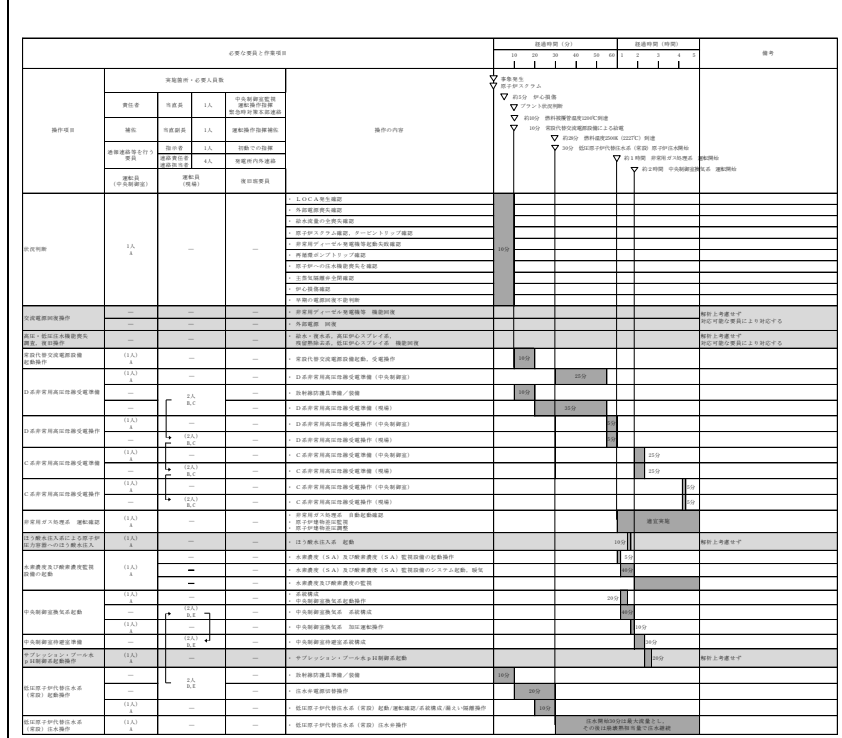 必要な要員と作業項目
経過時間（分）
経過時間（時間）
備考
10 20 30 40 50 60 1 2 3 4 5
実施箇所・必要人員数
操作項目
操作の内容
責任者 当直長 1人 中央制御室監視
運転操作指揮
緊急時対策本部連絡
補佐 当直副長 1人 運転操作指揮補佐
通報連絡等を行う
要員
指示者 1人 初動での指揮
連絡責任者
連絡担当者
4人 発電所内外連絡
運転員
（中央制御室）
運転員
（現場）
復旧班要員
事象発生
原子炉スクラム
約5分 炉心損傷
プラント状況判断
約10分 燃料被覆管温度1200℃到達
10分 常設代替交流電源設備による給電
約28分 燃料温度2500K（2227℃）到達
30分 低圧原子炉代替注水系（常設）原子炉注水開始
約1時間 非常用ガス処理系 運転開始
約2時間 中央制御室換気系 運転開始
状況判断
1人
A
—
—
・ LOCA発生確認
・ 外部電源喪失確認
・ 給水流量の全喪失確認
・ 原子炉スクラム確認、タービントリップ確認
・ 非常用ディーゼル発電機等起動失敗確認
・ 再循環ポンプトリップ確認
・ 原子炉への注水機能喪失を確認
・ 主蒸気隔離弁全閉確認
・ 炉心損傷確認
・ 早期の電源回復不能判断
10分
交流電源回復操作
— — — ・ 非常用ディーゼル発電機等 機能回復
— — — ・ 外部電源 回復
解析上考慮せず
対応可能な要員により対応する
高圧・低圧注水機能喪失
調査、復旧操作
— — —
・ 給水・復水系、高圧炉心スプレイ系、
残留熱除去系、低圧炉心スプレイ系 機能回復
解析上考慮せず
対応可能な要員により対応する
常設代替交流電源設備
起動操作
（1人）
A
— — ・ 常設代替交流電源設備起動、受電操作
10分
D系非常用高圧母線受電準備
（1人）
A
— — ・ D系非常用高圧母線受電準備（中央制御室）
25分
—
2人
B,C
— ・ 放射線防護具準備／装備
10分
— — ・ D系非常用高圧母線受電準備（現場）
35分
D系非常用高圧母線受電操作
（1人）
A
— — ・ D系非常用高圧母線受電操作（中央制御室）
5分
—
（2人）
B,C
— ・ D系非常用高圧母線受電操作（現場）
5分
C系非常用高圧母線受電準備
（1人）
A
— — ・ C系非常用高圧母線受電準備（中央制御室）
25分
—
（2人）
B,C
— ・ C系非常用高圧母線受電準備（現場）
25分
C系非常用高圧母線受電操作
（1人）
A
— — ・ C系非常用高圧母線受電操作（中央制御室）
5分
—
（2人）
B,C
— ・ C系非常用高圧母線受電操作（現場）
5分
非常用ガス処理系 運転確認
（1人）
A
— —
・ 非常用ガス処理系 自動起動確認
・ 原子炉建物差圧監視
・ 原子炉建物差圧調整
適宜実施
ほう酸水注入系による原子炉
圧力容器へのほう酸水注入
（1人）
A
— — ・ ほう酸水注入系 起動
10分
解析上考慮せず
水素濃度及び酸素濃度監視
設備の起動
（1人）
A
— — ・ 水素濃度（SA）及び酸素濃度（SA）監視設備の起動操作
5分
— — ・ 水素濃度（SA）及び酸素濃度（SA）監視設備のシステム起動、暖気
40分
— — ・ 水素濃度及び酸素濃度の監視
中央制御室換気系起動
（1人）
A
— —
・ 系統構成
・ 中央制御室換気系起動操作
20分
—
（2人）
D,E
— ・ 中央制御室換気系 系統構成
40分
（1人）
A
— — ・ 中央制御室換気系 加圧運転操作
10分
中央制御室待避室準備
—
（2人）
D,E
— ・ 中央制御室待避室系統構成
30分
サプレッション・プール水
pH制御系起動操作
（1人）
A
— — ・ サプレッション・プール水pH制御系起動
20分
解析上考慮せず
低圧原子炉代替注水系
（常設）起動操作
—
2人
D,E
— ・ 放射線防護具準備／装備
10分
— — ・ 注水弁電源切替操作
20分
（1人）
A
— — ・ 低圧原子炉代替注水系（常設）起動/運転確認/系統構成/漏えい隔離操作
10分
低圧原子炉代替注水系
（常設）注水操作
（1人）
A
— — ・ 低圧原子炉代替注水系（常設）注水弁操作
注水開始30分は最大流量とし、
その後は崩壊熱相当量で注水継続